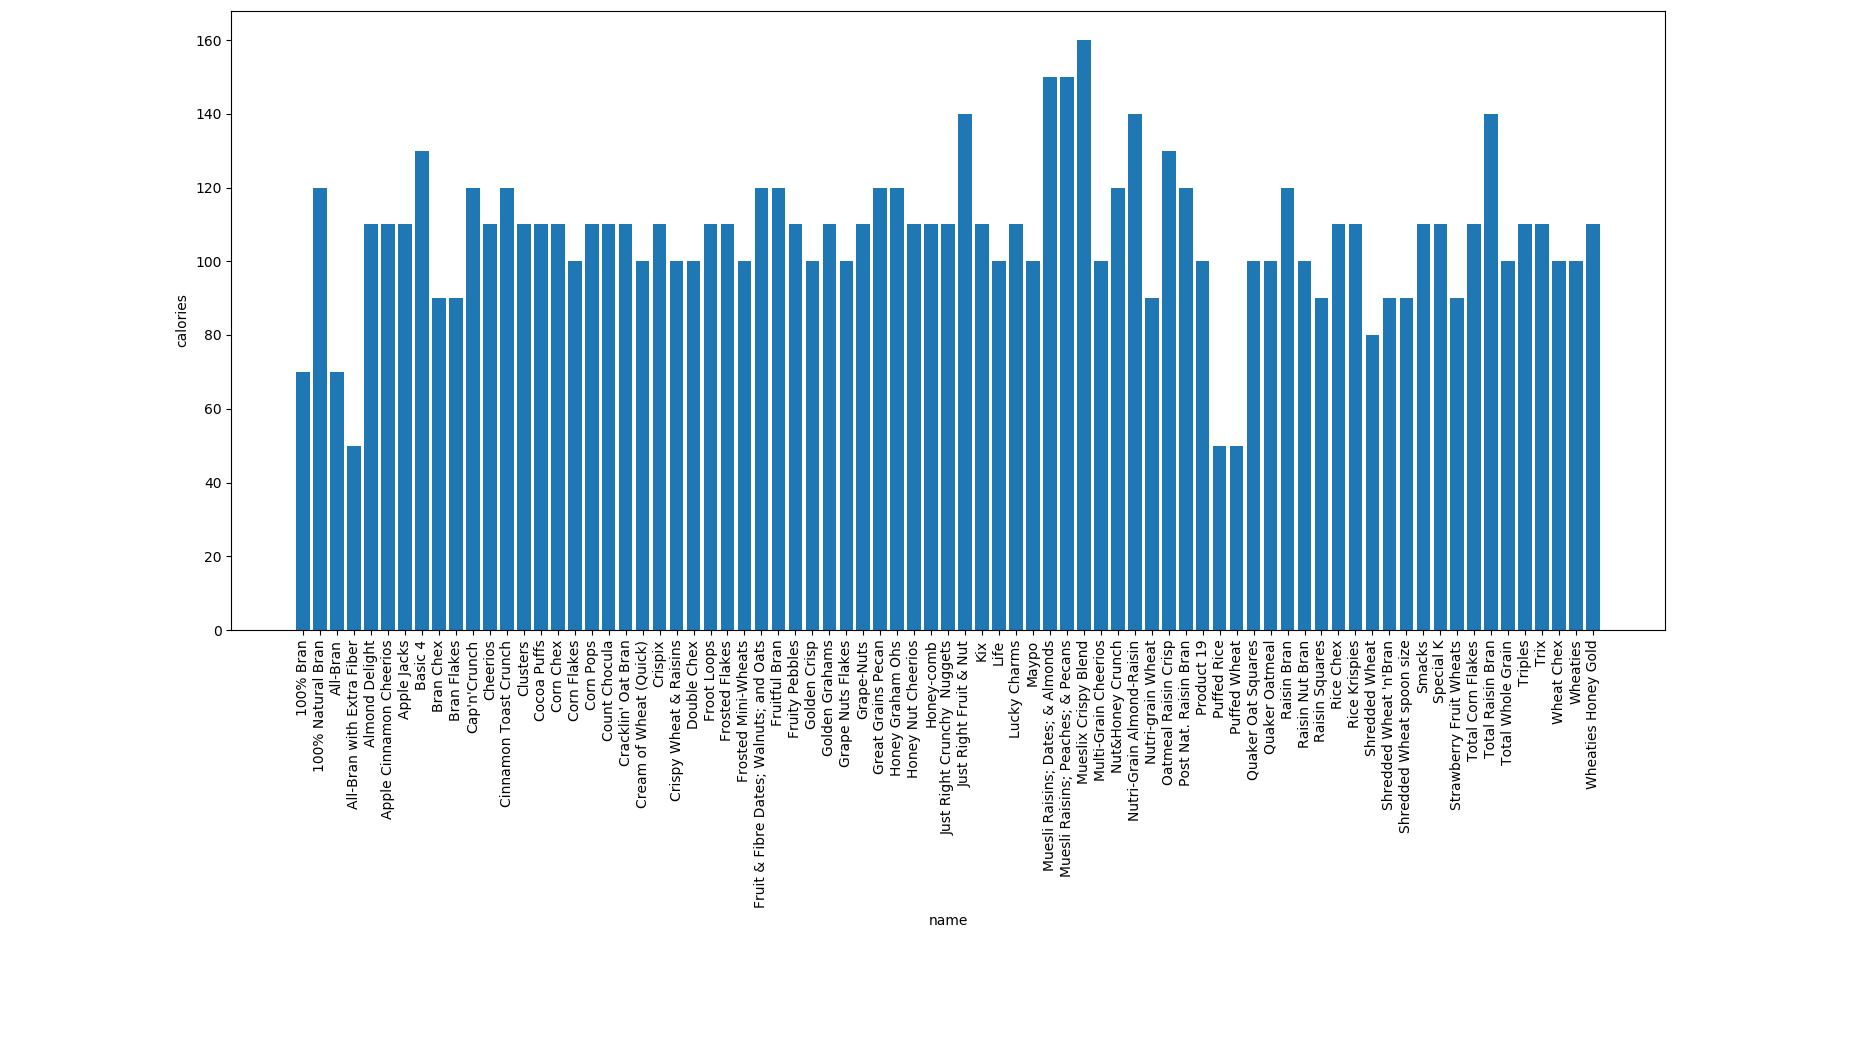 160
140
120
100
80
60
40
20
0
calories
100% Bran
100% Natural Bran
All-Bran
All-Bran with Extra Fiber
Almond Delight
Apple Cinnamon Cheerios
Apple Jacks
Basic 4
Bran Chex
Bran Flakes
Cap'n'Crunch
Cheerios
Cinnamon Toast Crunch
Clusters
Cocoa Puffs
Corn Chex
Corn Flakes
Corn Pops
Count Chocula
Cracklin' Oat Bran
Cream of Wheat (Quick)
Crispix
Crispy Wheat & Raisins
Double Chex
Froot Loops
Frosted Flakes
Frosted Mini-Wheats
Fruit & Fibre Dates; Walnuts; and Oats
Fruitful Bran
Fruity Pebbles
Golden Crisp
Golden Grahams
Grape Nuts Flakes
Grape-Nuts
Great Grains Pecan
Honey Graham Ohs
Honey Nut Cheerios
Honey-comb
Just Right Crunchy  Nuggets
Just Right Fruit & Nut
Kix
Life
Lucky Charms
Maypo
Muesli Raisins; Dates; & Almonds
Muesli Raisins; Peaches; & Pecans
Mueslix Crispy Blend
Multi-Grain Cheerios
Nut&Honey Crunch
Nutri-Grain Almond-Raisin
Nutri-grain Wheat
Oatmeal Raisin Crisp
Post Nat. Raisin Bran
Product 19
Puffed Rice
Puffed Wheat
Quaker Oat Squares
Quaker Oatmeal
Raisin Bran
Raisin Nut Bran
Raisin Squares
Rice Chex
Rice Krispies
Shredded Wheat
Shredded Wheat 'n'Bran
Shredded Wheat spoon size
Smacks
Special K
Strawberry Fruit Wheats
Total Corn Flakes
Total Raisin Bran
Total Whole Grain
Triples
Trix
Wheat Chex
Wheaties
Wheaties Honey Gold
name